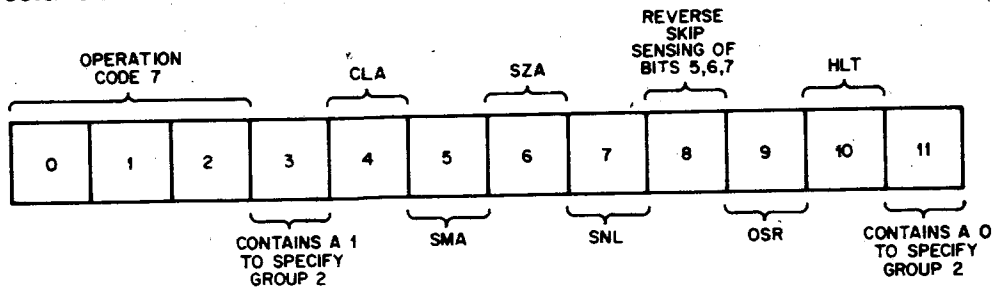 REVERSE
SKIP
SENSING OF
BITS 5,6,7
OPERATION
CODE 7
CLA
SZA
HLT
0 1 2 3 4 5 6 7 8 9 10 11
CONTAINS A 1
TO SPECIFY
GROUP 2
SMA
SNL
OSR
CONTAINS A 0
TO SPECIFY
GROUP 2